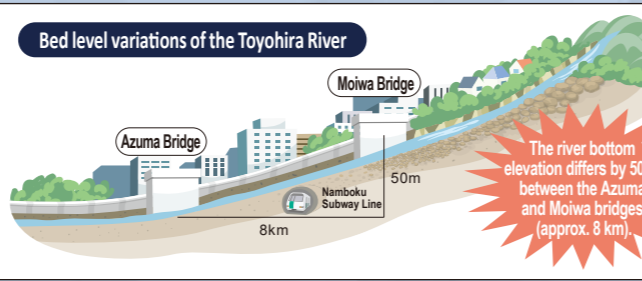 Bed level variations of the Toyohira River
Moiwa Bridge
Azuma Bridge
50m
Namboku
Subway Line
8km
The river bottom
elevation differs by
between the Azuma
and Moiwa bridges
(approx. 8 km).